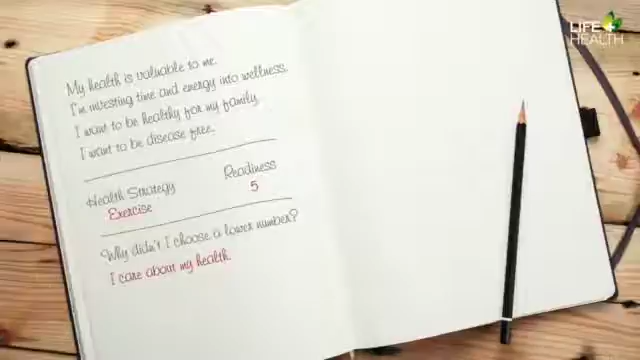 LIFE+
HEALTH
My health is valuable to me.
I'm investing time and energy into wellness.
I want to be healthy for my family.
I want to be disease free.
Health Strategy Readiness
Exercise 5
Why didn't I choose a lower number?
I care about my health.